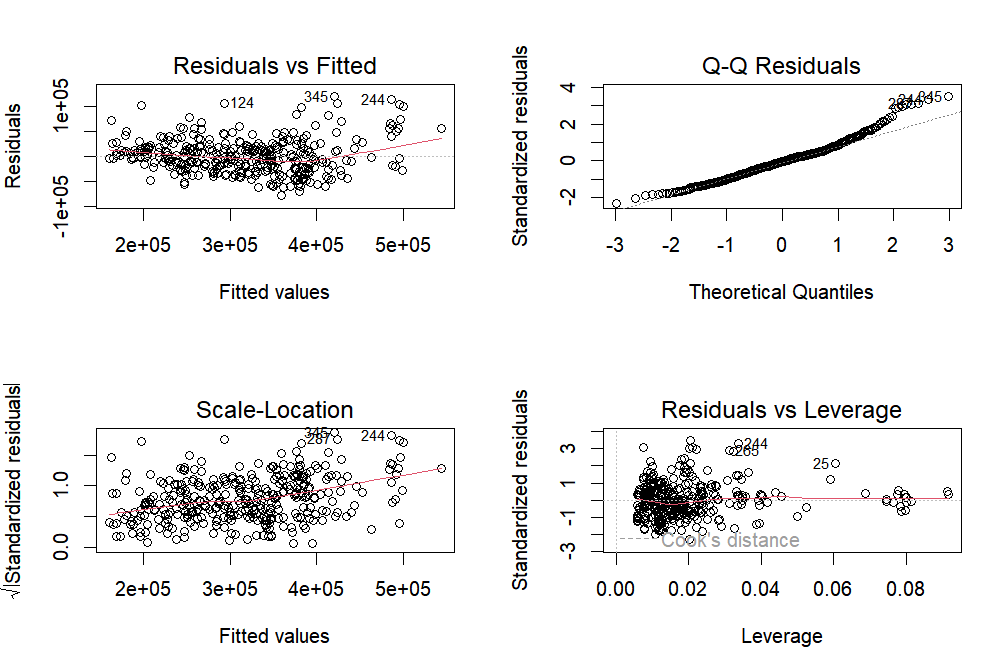 Residuals vs Fitted
Residuals
-1e+05
1e+05
124
345
244
2e+05 3e+05 4e+05 5e+05
Fitted values
Q-Q Residuals
Standardized residuals
-2 0 2 4
244
345
-3 -2 -1 0 1 2 3
Theoretical Quantiles
Scale-Location
√|Standardized residuals|
0.0 1.0
345
287
244
2e+05 3e+05 4e+05 5e+05
Fitted values
Residuals vs Leverage
Standardized residuals
-3 -1 1 3
244
265
25
Cook's distance
0.00 0.02 0.04 0.06 0.08
Leverage